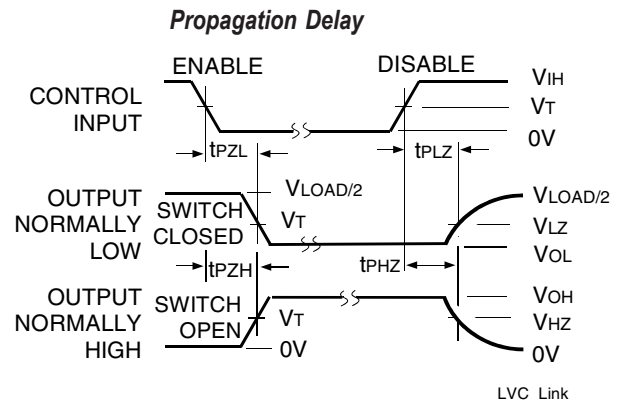 Propagation Delay
ENABLE
DISABLE
CONTROL
INPUT
VIH
VT
0V
tPZL
tPLZ
OUTPUT
NORMALLY
LOW
SWITCH
CLOSED
VLOAD/2
VT
VLOAD/2
VLZ
VOL
tPZH
tPHZ
OUTPUT
NORMALLY
HIGH
SWITCH
OPEN
VT
0V
VOH
VHZ
0V
LVC Link